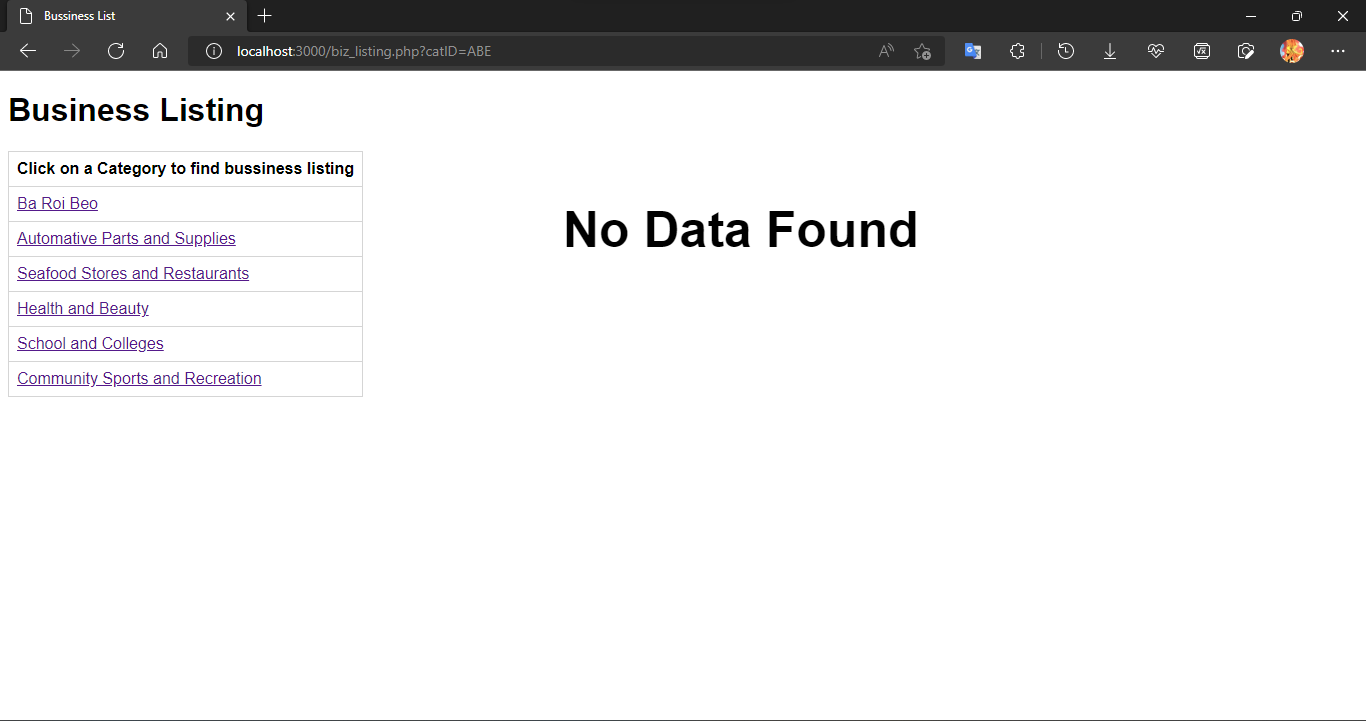 Bussiness List
localhost:3000/biz_listing.php?catID=ABE
Business Listing
Click on a Category to find bussiness listing
Ba Roi Beo
Automative Parts and Supplies
Seafood Stores and Restaurants
Health and Beauty
School and Colleges
Community Sports and Recreation
No Data Found